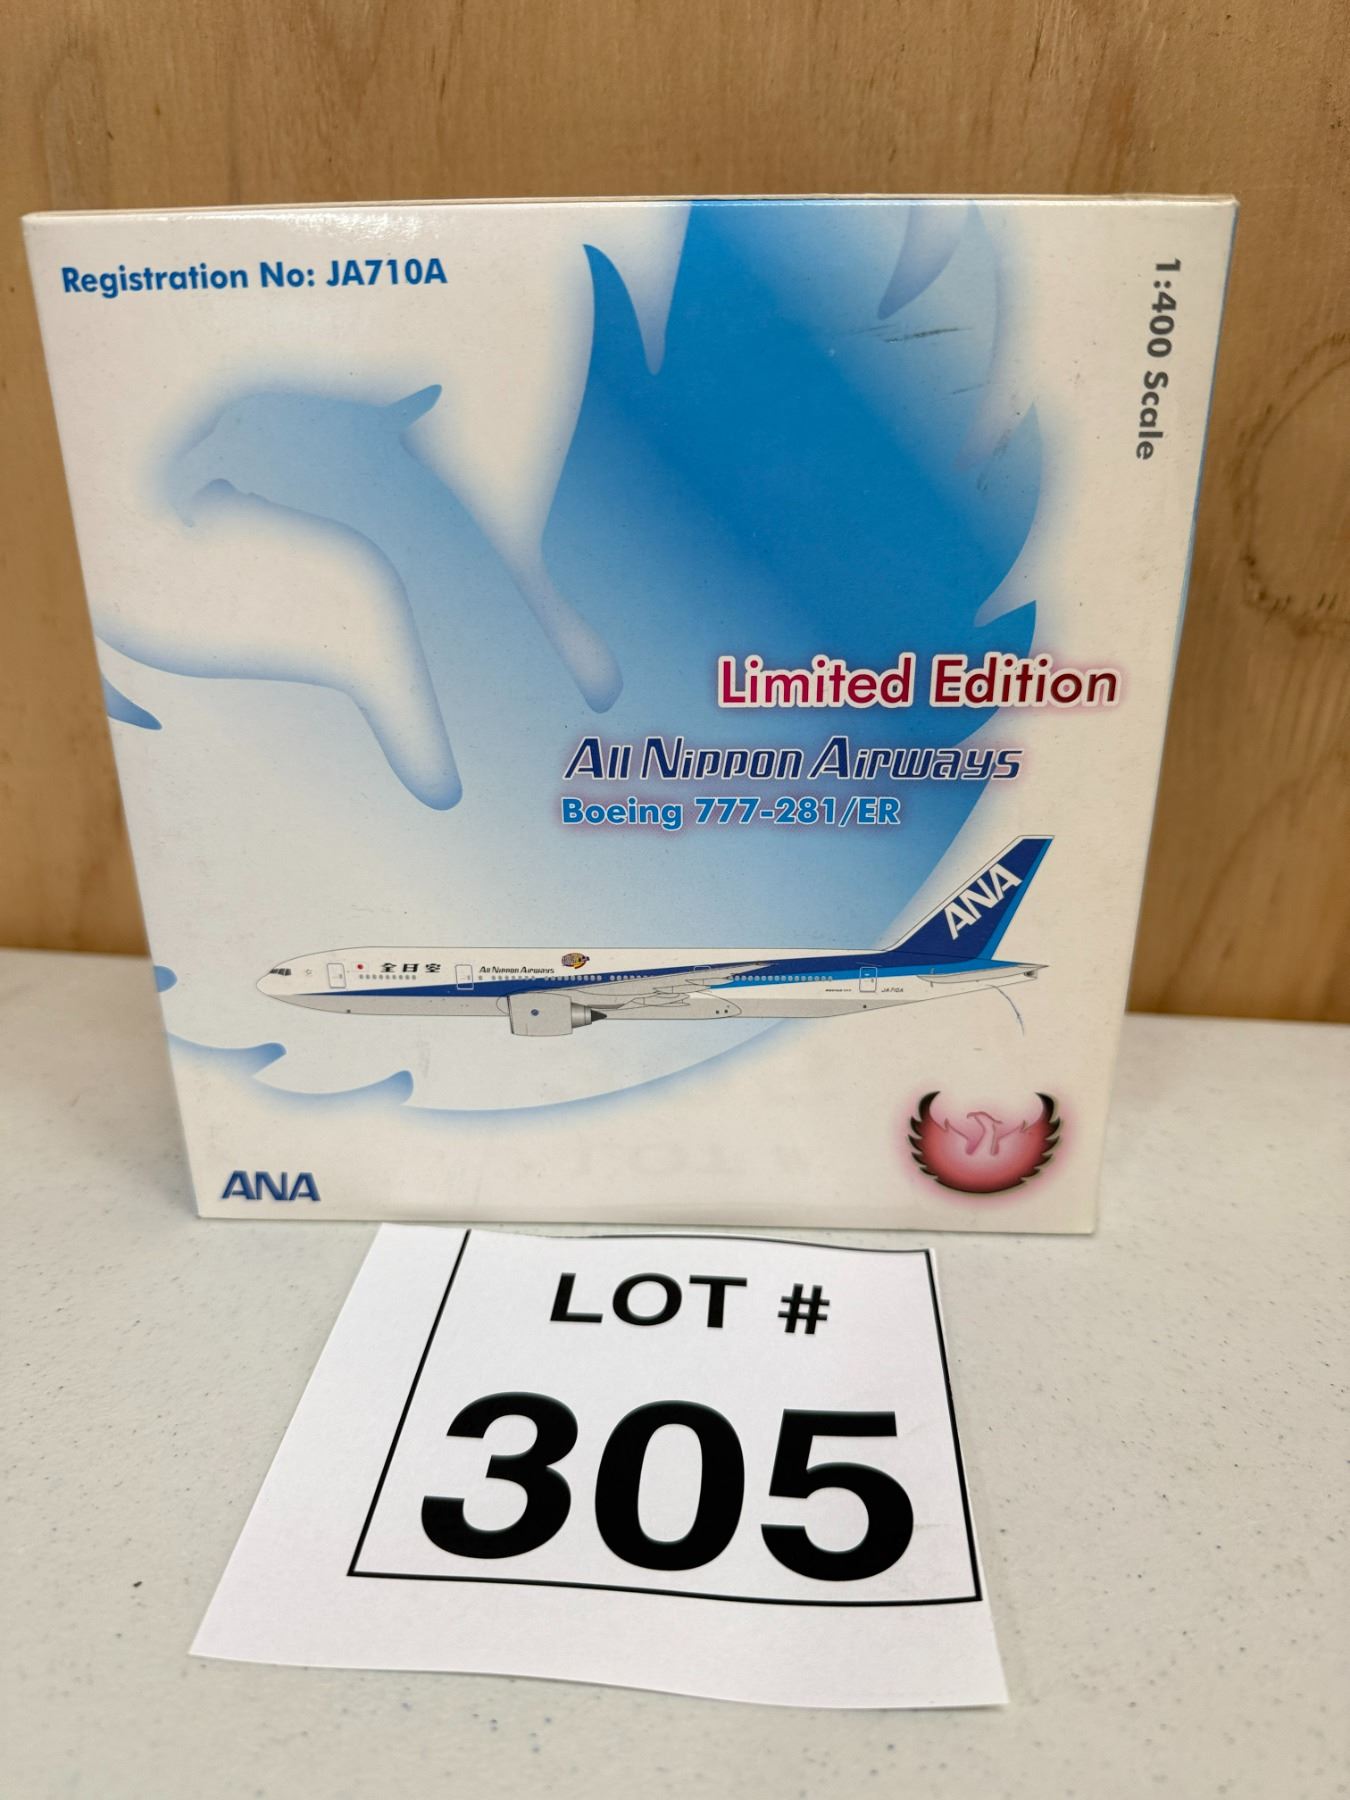 Registration No: JA710A
1:400 Scale
Limited Edition
All Nippon Airways
Boeing 777-281/ER
ANA
全日空
All Nippon Airways
JA710A
ANA
LOT #
305